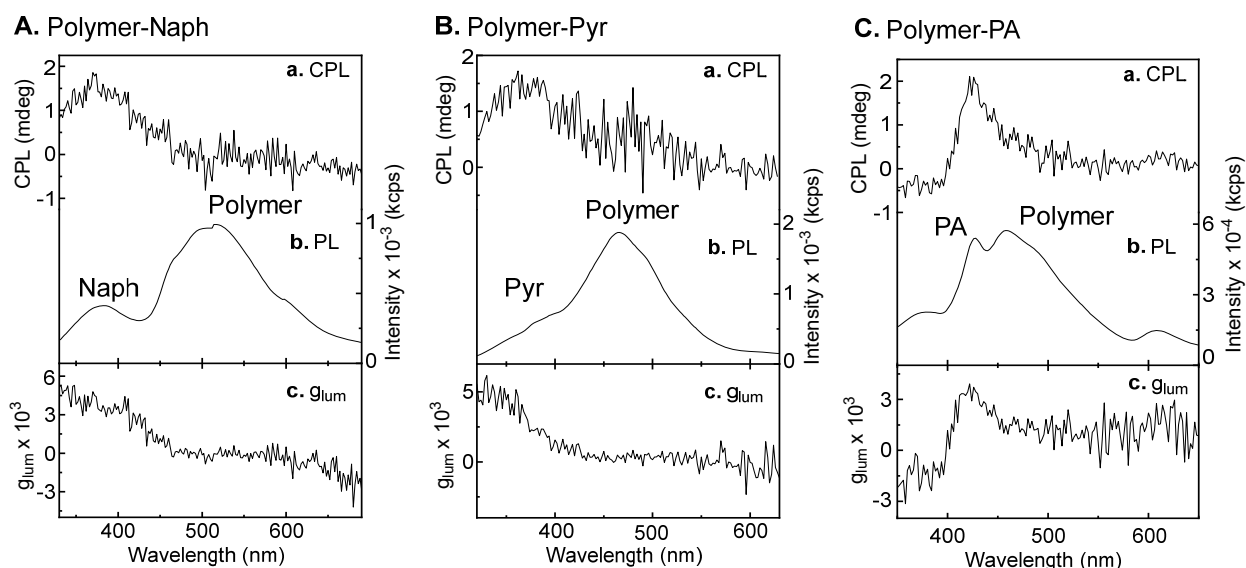 A. Polymer-Naph
2
1
0
-1
CPL (mdeg)
a. CPL
Polymer
b. PL
Naph
1
0
Intensity x 10-3 (kcps)
6
3
0
-3
glum x 103
c. glum
400 500 600
Wavelength (nm)
B. Polymer-Pyr
2
1
0
CPL (mdeg)
a. CPL
Polymer
b. PL
Pyr
2
1
0
Intensity x 10-3 (kcps)
5
0
glum x 103
c. glum
400 500 600
Wavelength (nm)
C. Polymer-PA
2
1
0
-1
CPL (mdeg)
a. CPL
PA
Polymer
b. PL
6
3
0
Intensity x 10-4 (kcps)
3
0
-3
glum x 103
c. glum
400 500 600
Wavelength (nm)